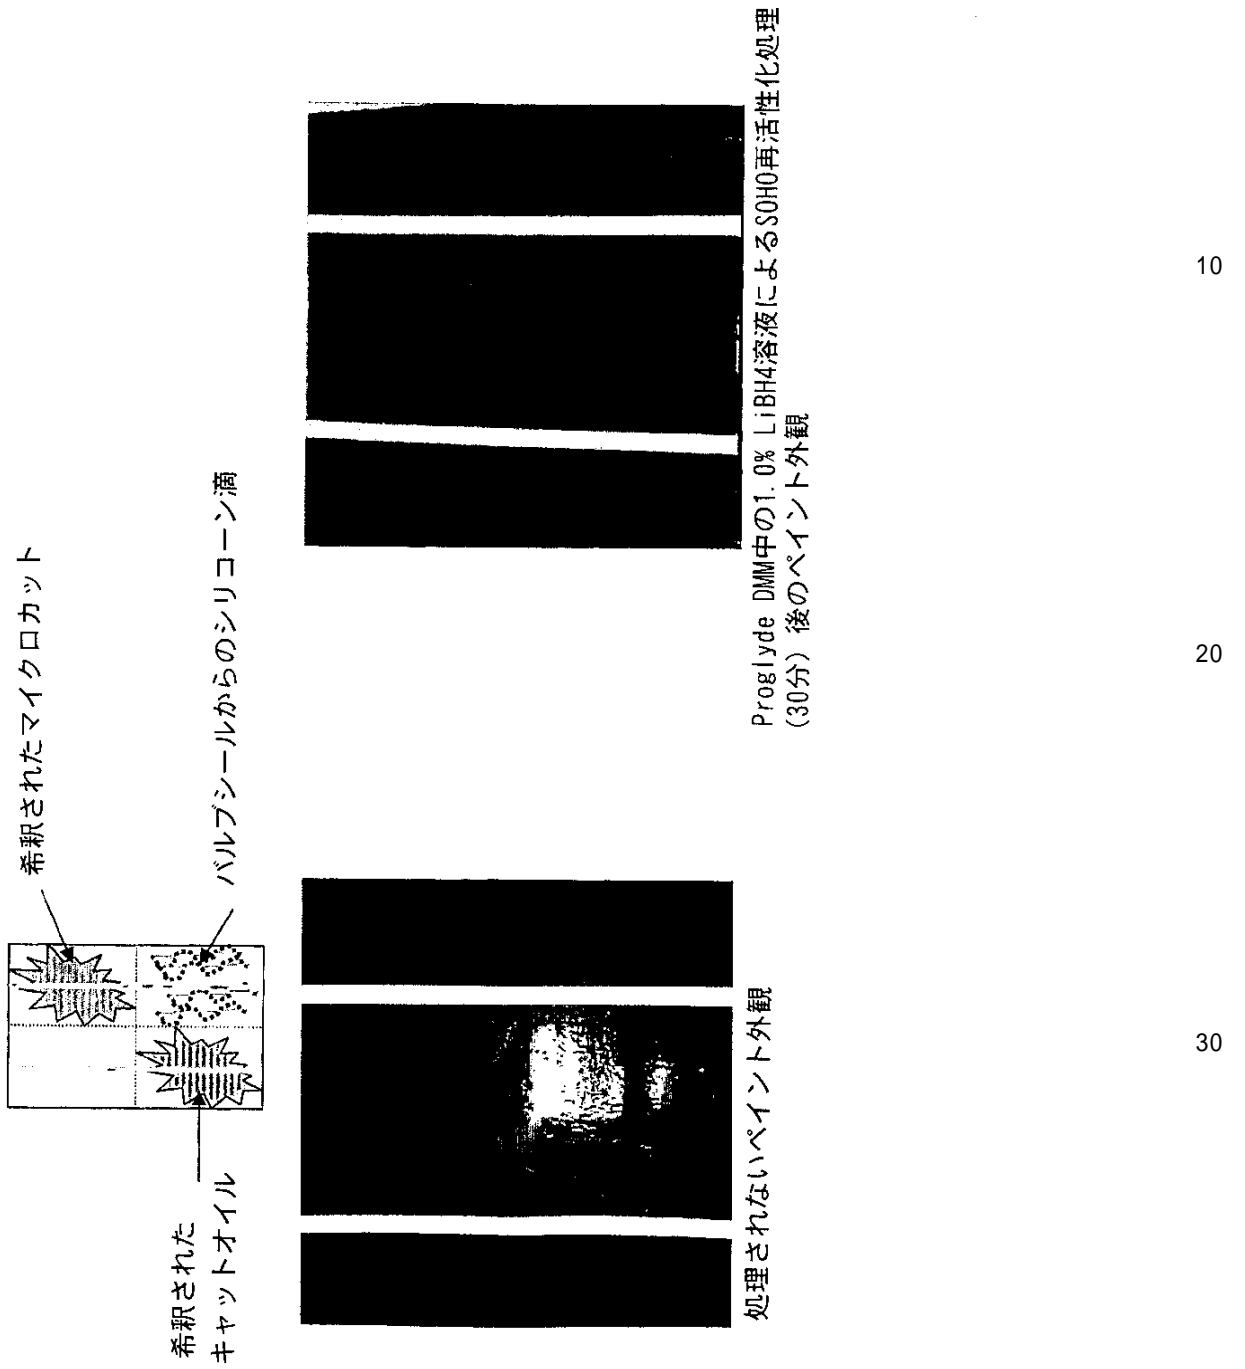 希釈されたマイクロカット
バルブシールからのシリコーン滴
希釈された
キャットオイル
処理されないペイント外観
Proglyde DMM中の1.0% LiBH4溶液によるSOHO再活性化処理
(30分) 後のペイント外観
10
20
30